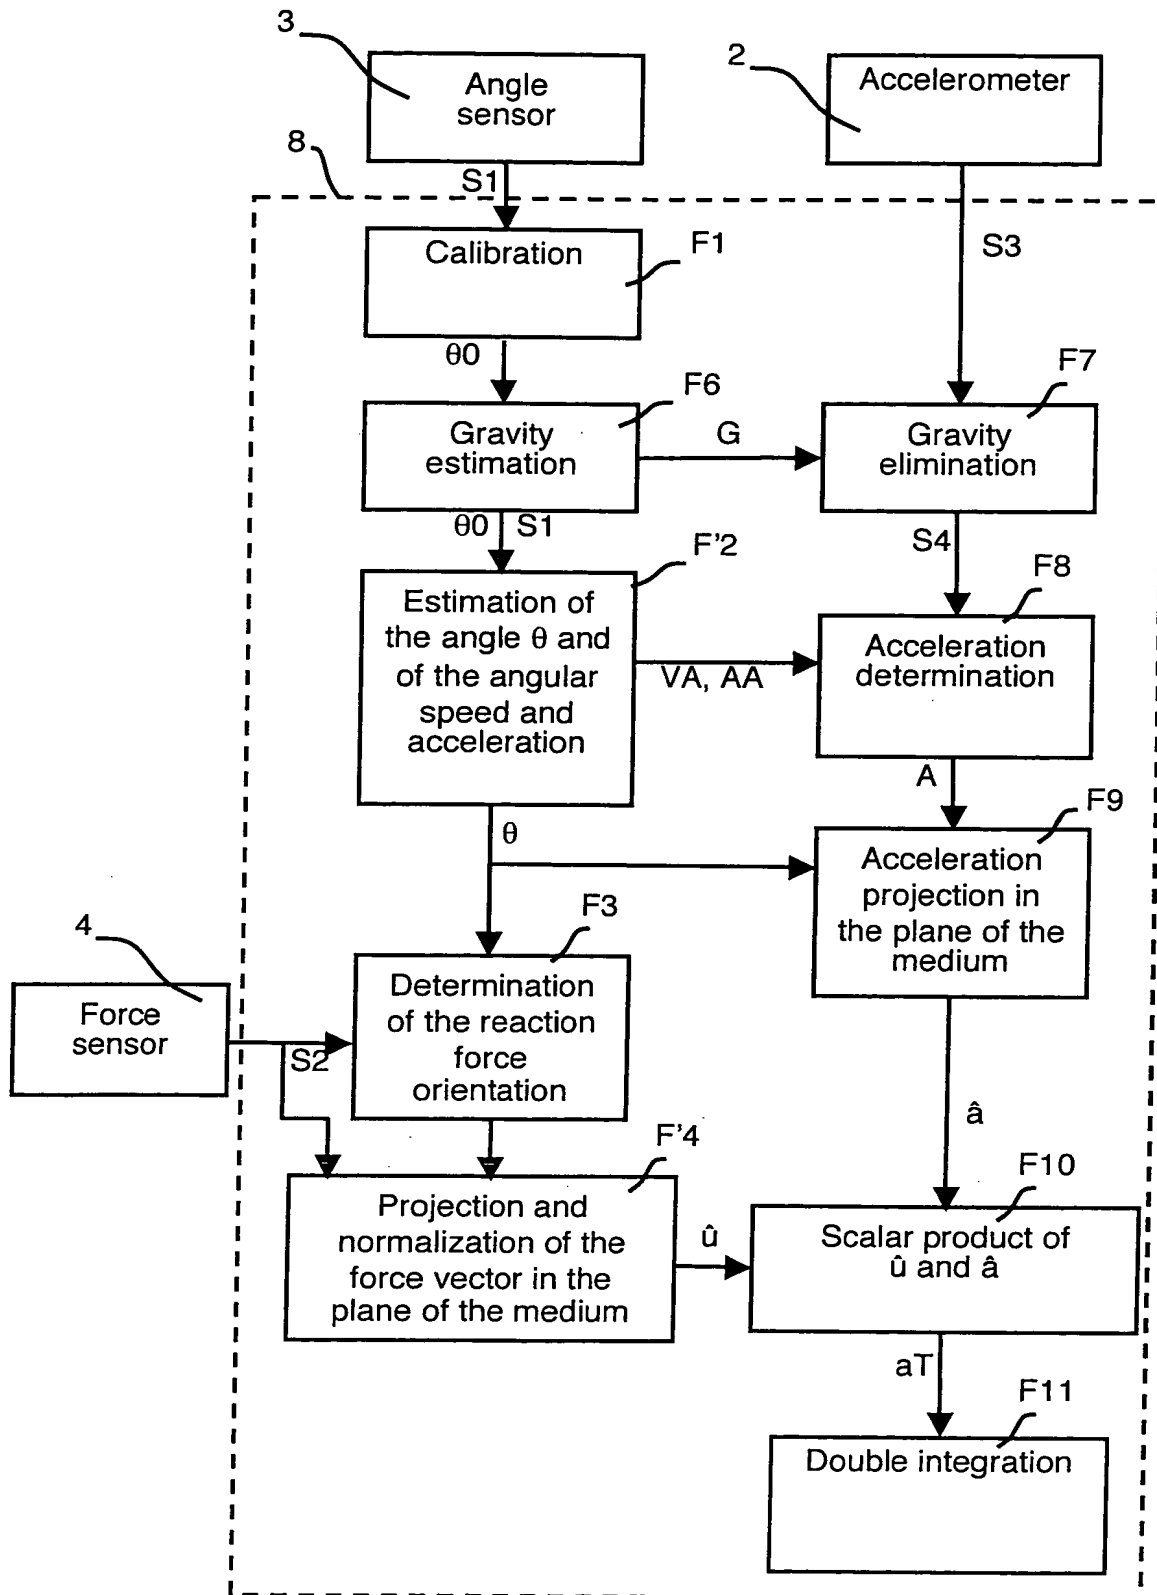 3
Angle
sensor
2
Accelerometer
8
S1
Calibration
F1
S3
θ0
F6
F7
Gravity
estimation
G
Gravity
elimination
θ0 S1
S4
F'2
F8
Estimation of
the angle θ and
of the angular
speed and
acceleration
VA, AA
Acceleration
determination
A
F9
θ
Acceleration
projection in
the plane of the
medium
4
F3
Force
sensor
S2
Determination
of the reaction
force
orientation
â
F'4
F10
Projection and
normalization of the
force vector in the
plane of the medium
û
Scalar product of
û and â
aT
F11
Double integration